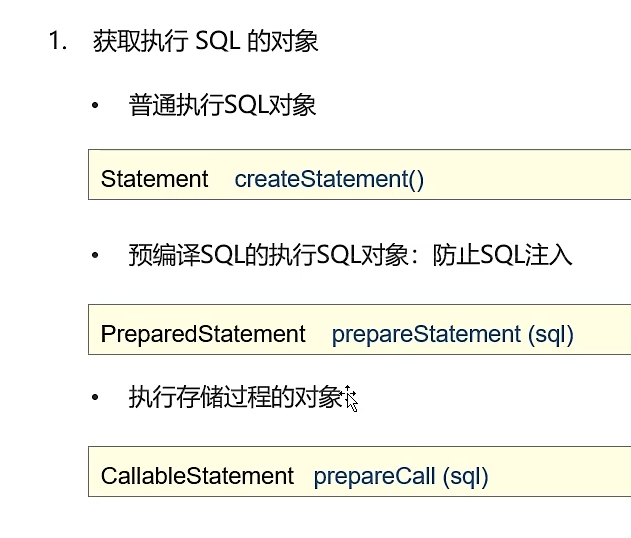 1. 获取执行 SQL 的对象
• 普通执行SQL对象
Statement createStatement()
• 预编译SQL的执行SQL对象：防止SQL注入
PreparedStatement prepareStatement (sql)
• 执行存储过程的对象
CallableStatement prepareCall (sql)